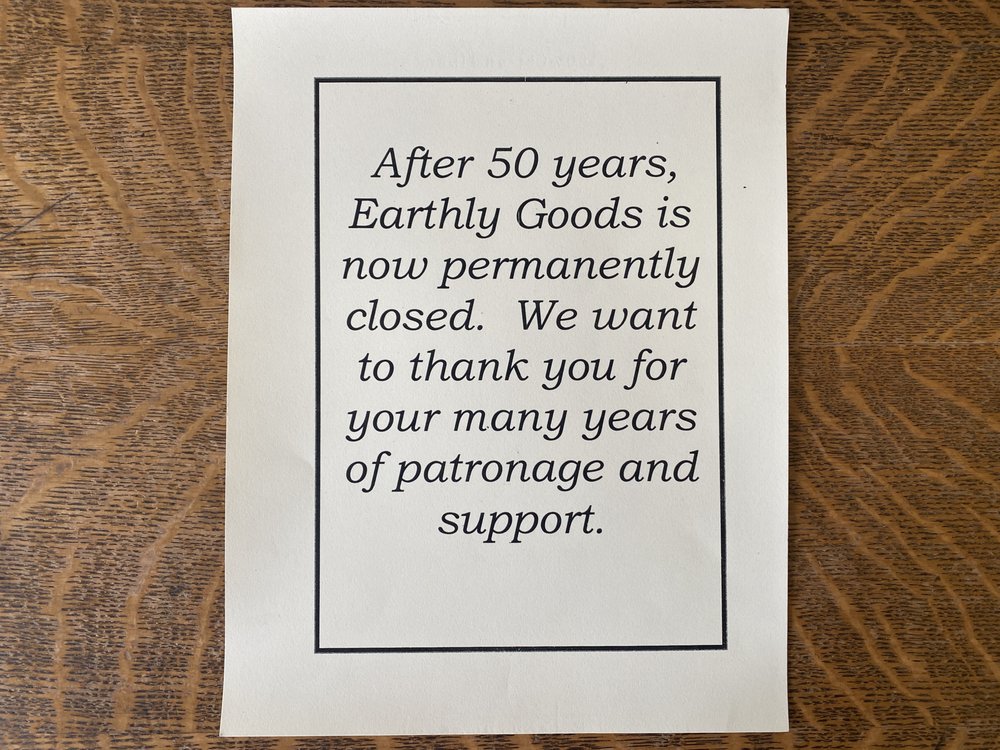 After 50 years,
Earthly Goods is
now permanently
closed.  We want
to thank you for
your many years
of patronage and
support.